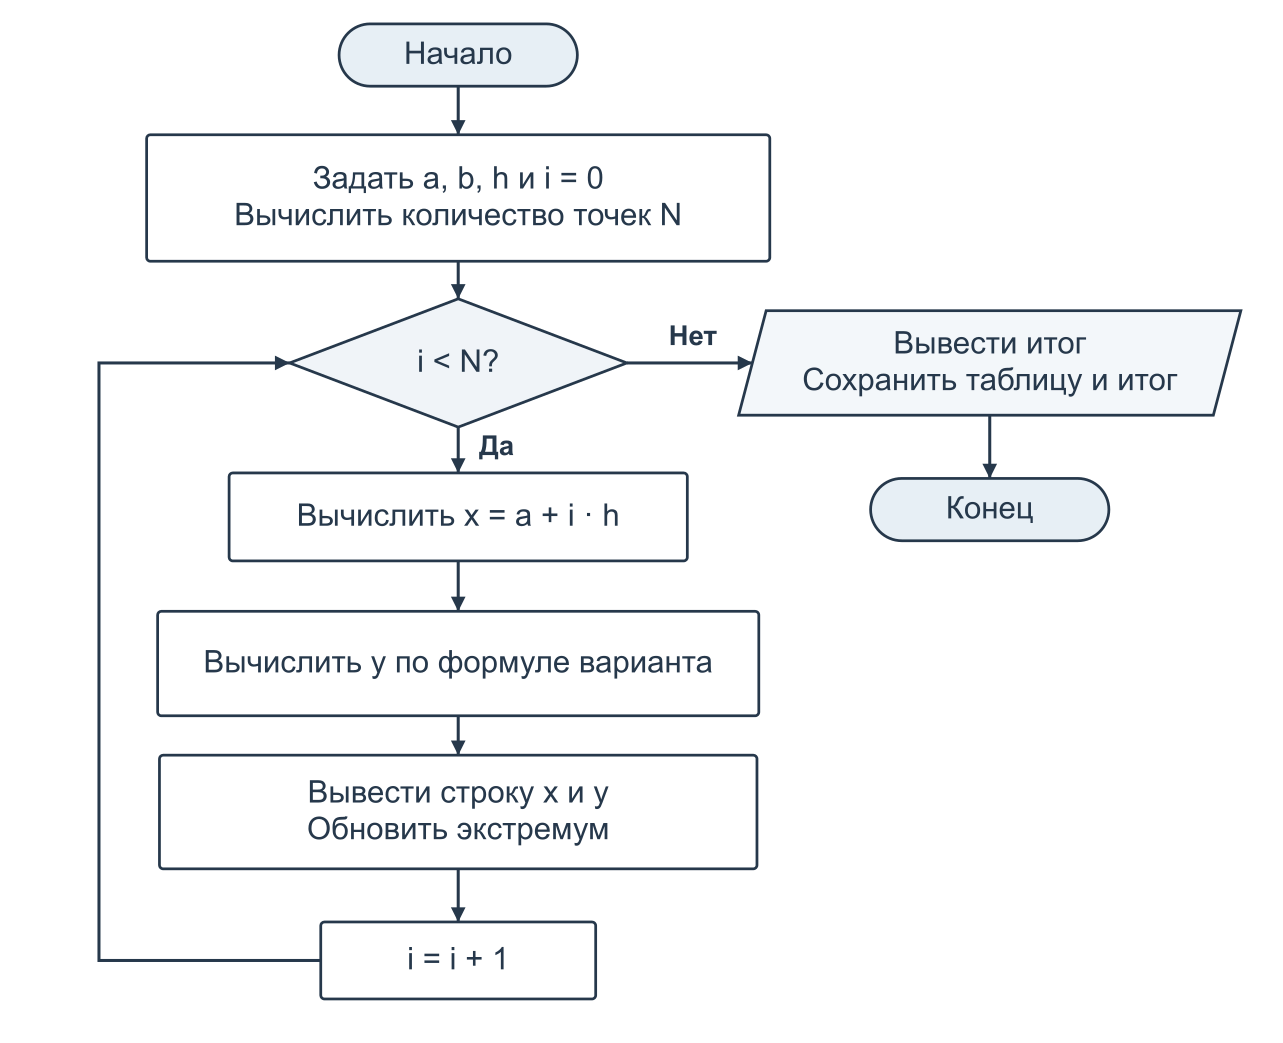 Начало
Задать a, b, h и i = 0
Вычислить количество точек N
i < N?
Нет
Вывести итог
Сохранить таблицу и итог
Да
Конец
Вычислить x = a + i · h
Вычислить y по формуле варианта
Вывести строку x и y
Обновить экстремум
i = i + 1